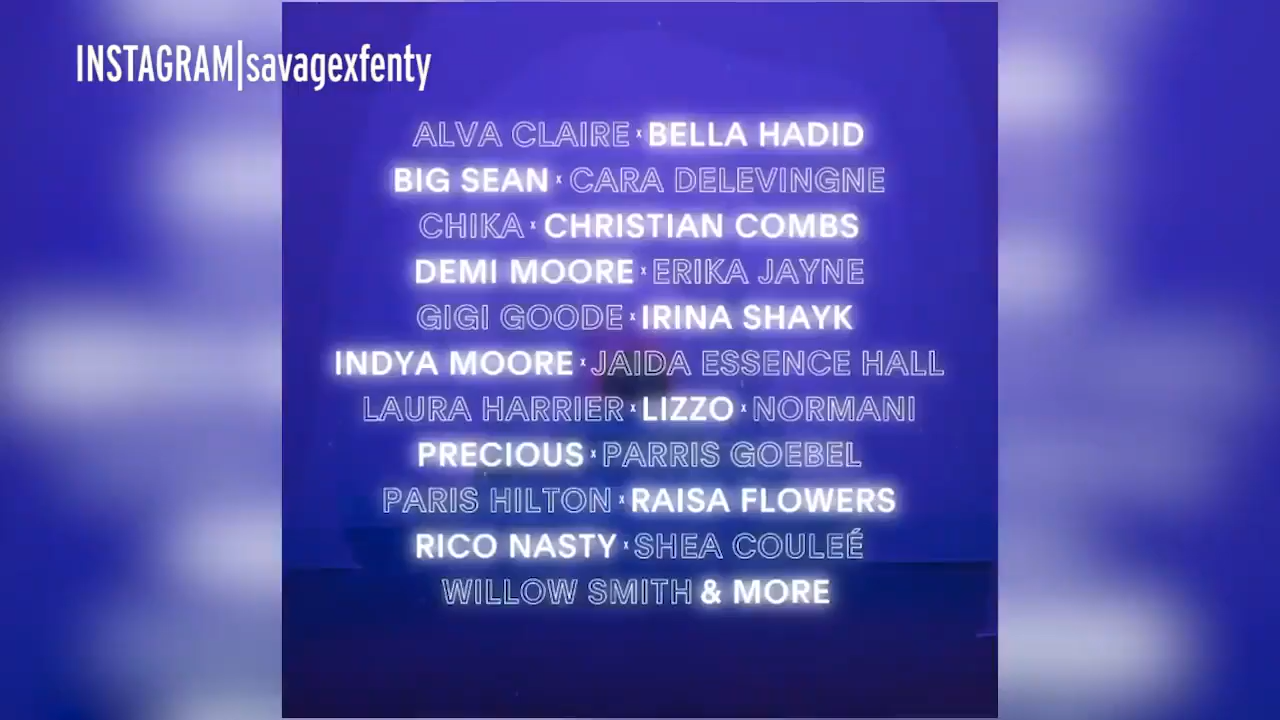 INSTAGRAM|savagexfenty
ALVA CLAIRE x BELLA HADID
BIG SEAN x CARA DELEVINGNE
CHIKA x CHRISTIAN COMBS
DEMI MOORE x ERIKA JAYNE
GIGI GOODE x IRINA SHAYK
INDYA MOORE x JAIDA ESSENCE HALL
LAURA HARRIER x LIZZO x NORMANI
PRECIOUS x PARRIS GOEBEL
PARIS HILTON x RAISA FLOWERS
RICO NASTY x SHEA COULEÉ
WILLOW SMITH & MORE